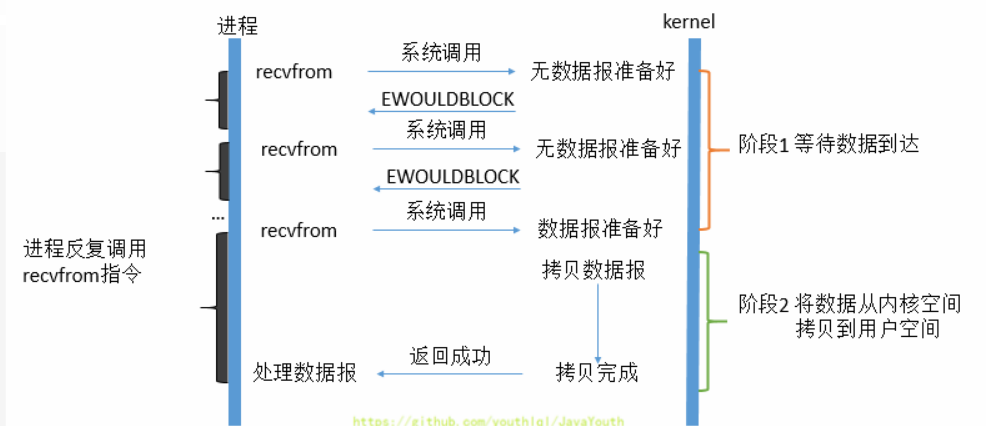 进程
kernel
recvfrom
系统调用
无数据报准备好
EWOULDBLOCK
recvfrom
系统调用
无数据报准备好
EWOULDBLOCK
阶段1 等待数据到达
...
recvfrom
系统调用
数据报准备好
进程反复调用
recvfrom指令
拷贝数据报
阶段2 将数据从内核空间
拷贝到用户空间
处理数据报
返回成功
拷贝完成
https://github.com/youthlql/JavaYouth